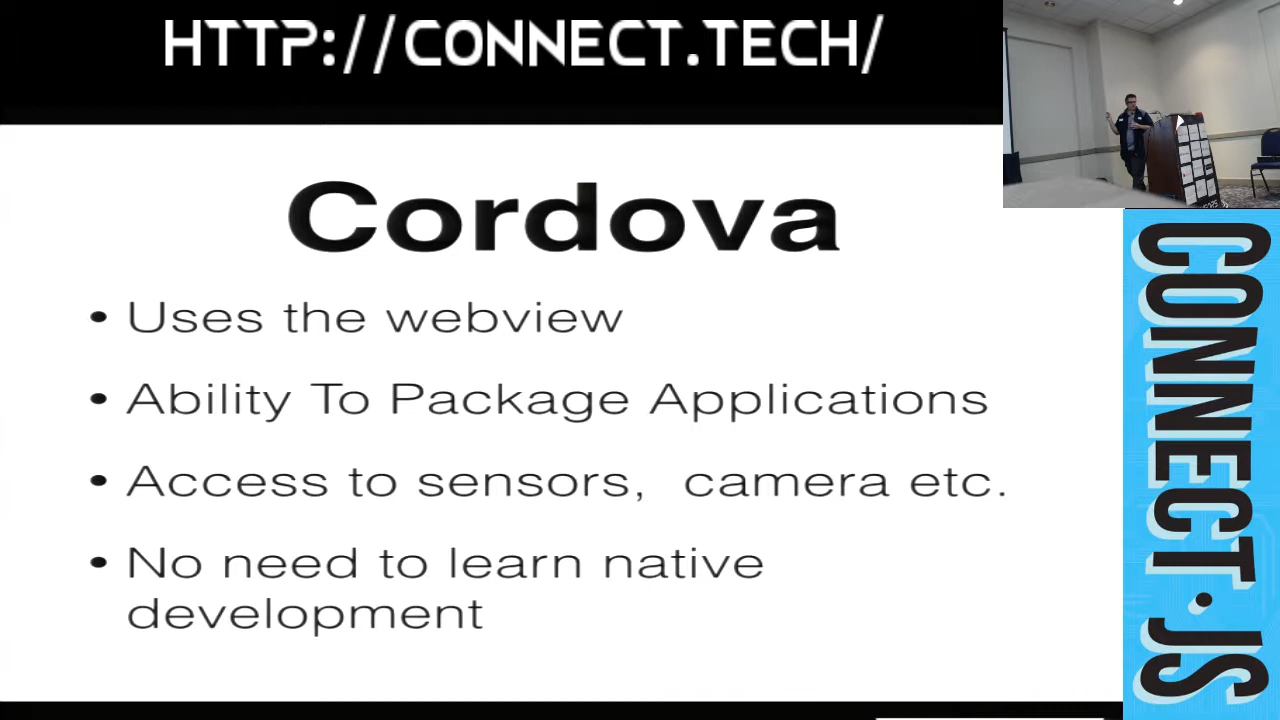 HTTP://CONNECT.TECH/
Cordova
• Uses the webview
• Ability To Package Applications
• Access to sensors, camera etc.
• No need to learn native
development
CONNECT.JS